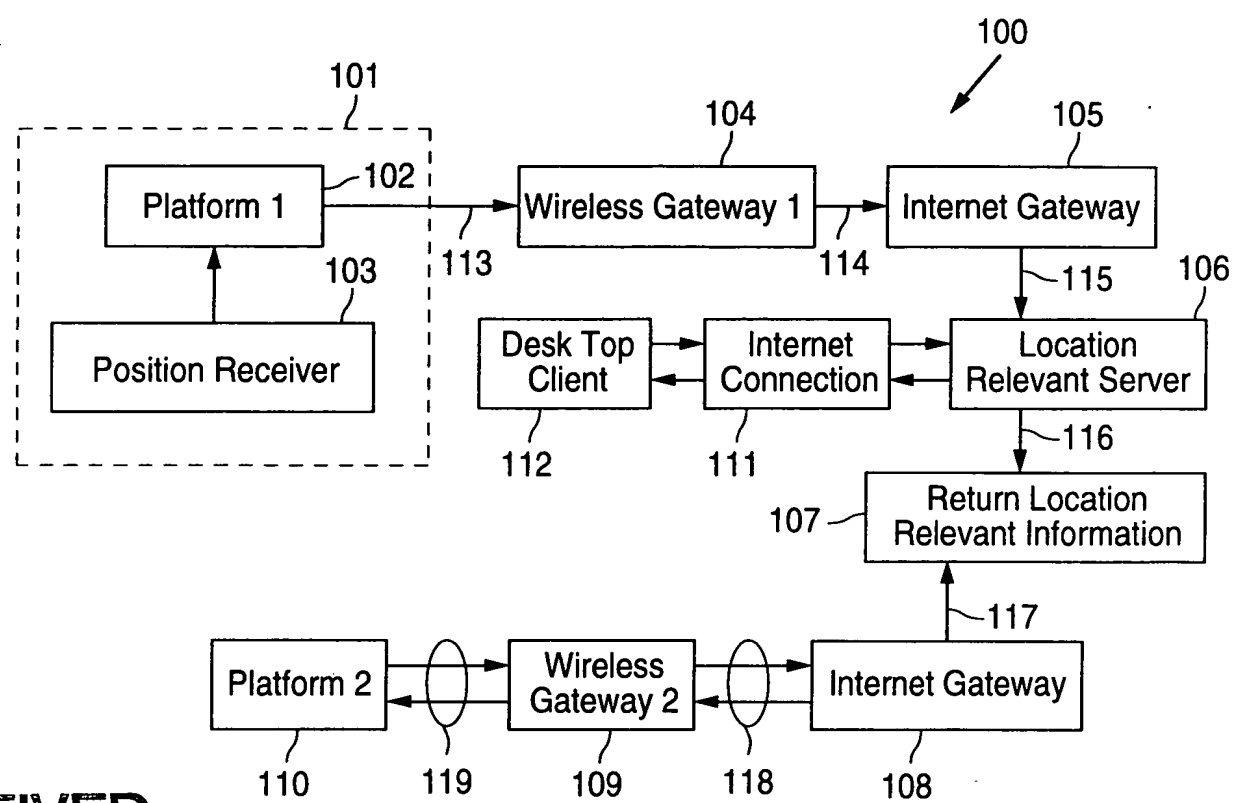 100
101
104
105
Platform 1
102
Wireless Gateway 1
Internet Gateway
113
114
103
115
106
Position Receiver
Desk Top
Client
Internet
Connection
Location
Relevant Server
112
111
116
107
Return Location
Relevant Information
117
Platform 2
Wireless
Gateway 2
Internet Gateway
110
119
109
118
108